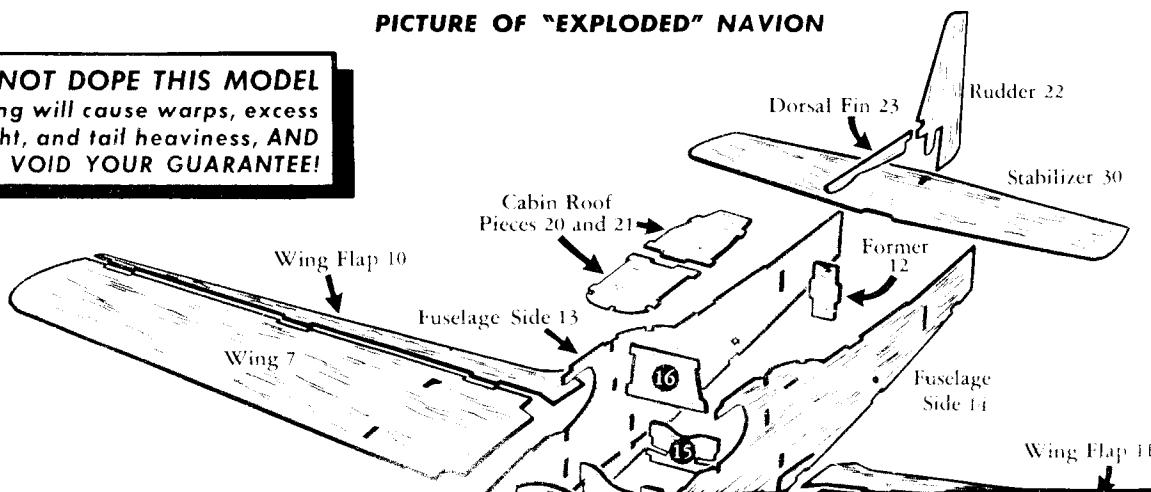 PICTURE OF "EXPLODED" NAVION
NOT DOPE THIS MODEL
will cause warps, excess
and tail heaviness, AND
VOID YOUR GUARANTEE!
Dorsal Fin 23
Rudder 22
Stabilizer 30
Cabin Roof
Pieces 20 and 21
Former
12
Wing Flap 10
Fuselage Side 13
Wing 7
16
Fuselage
Side 14
15
Wing Flap 11